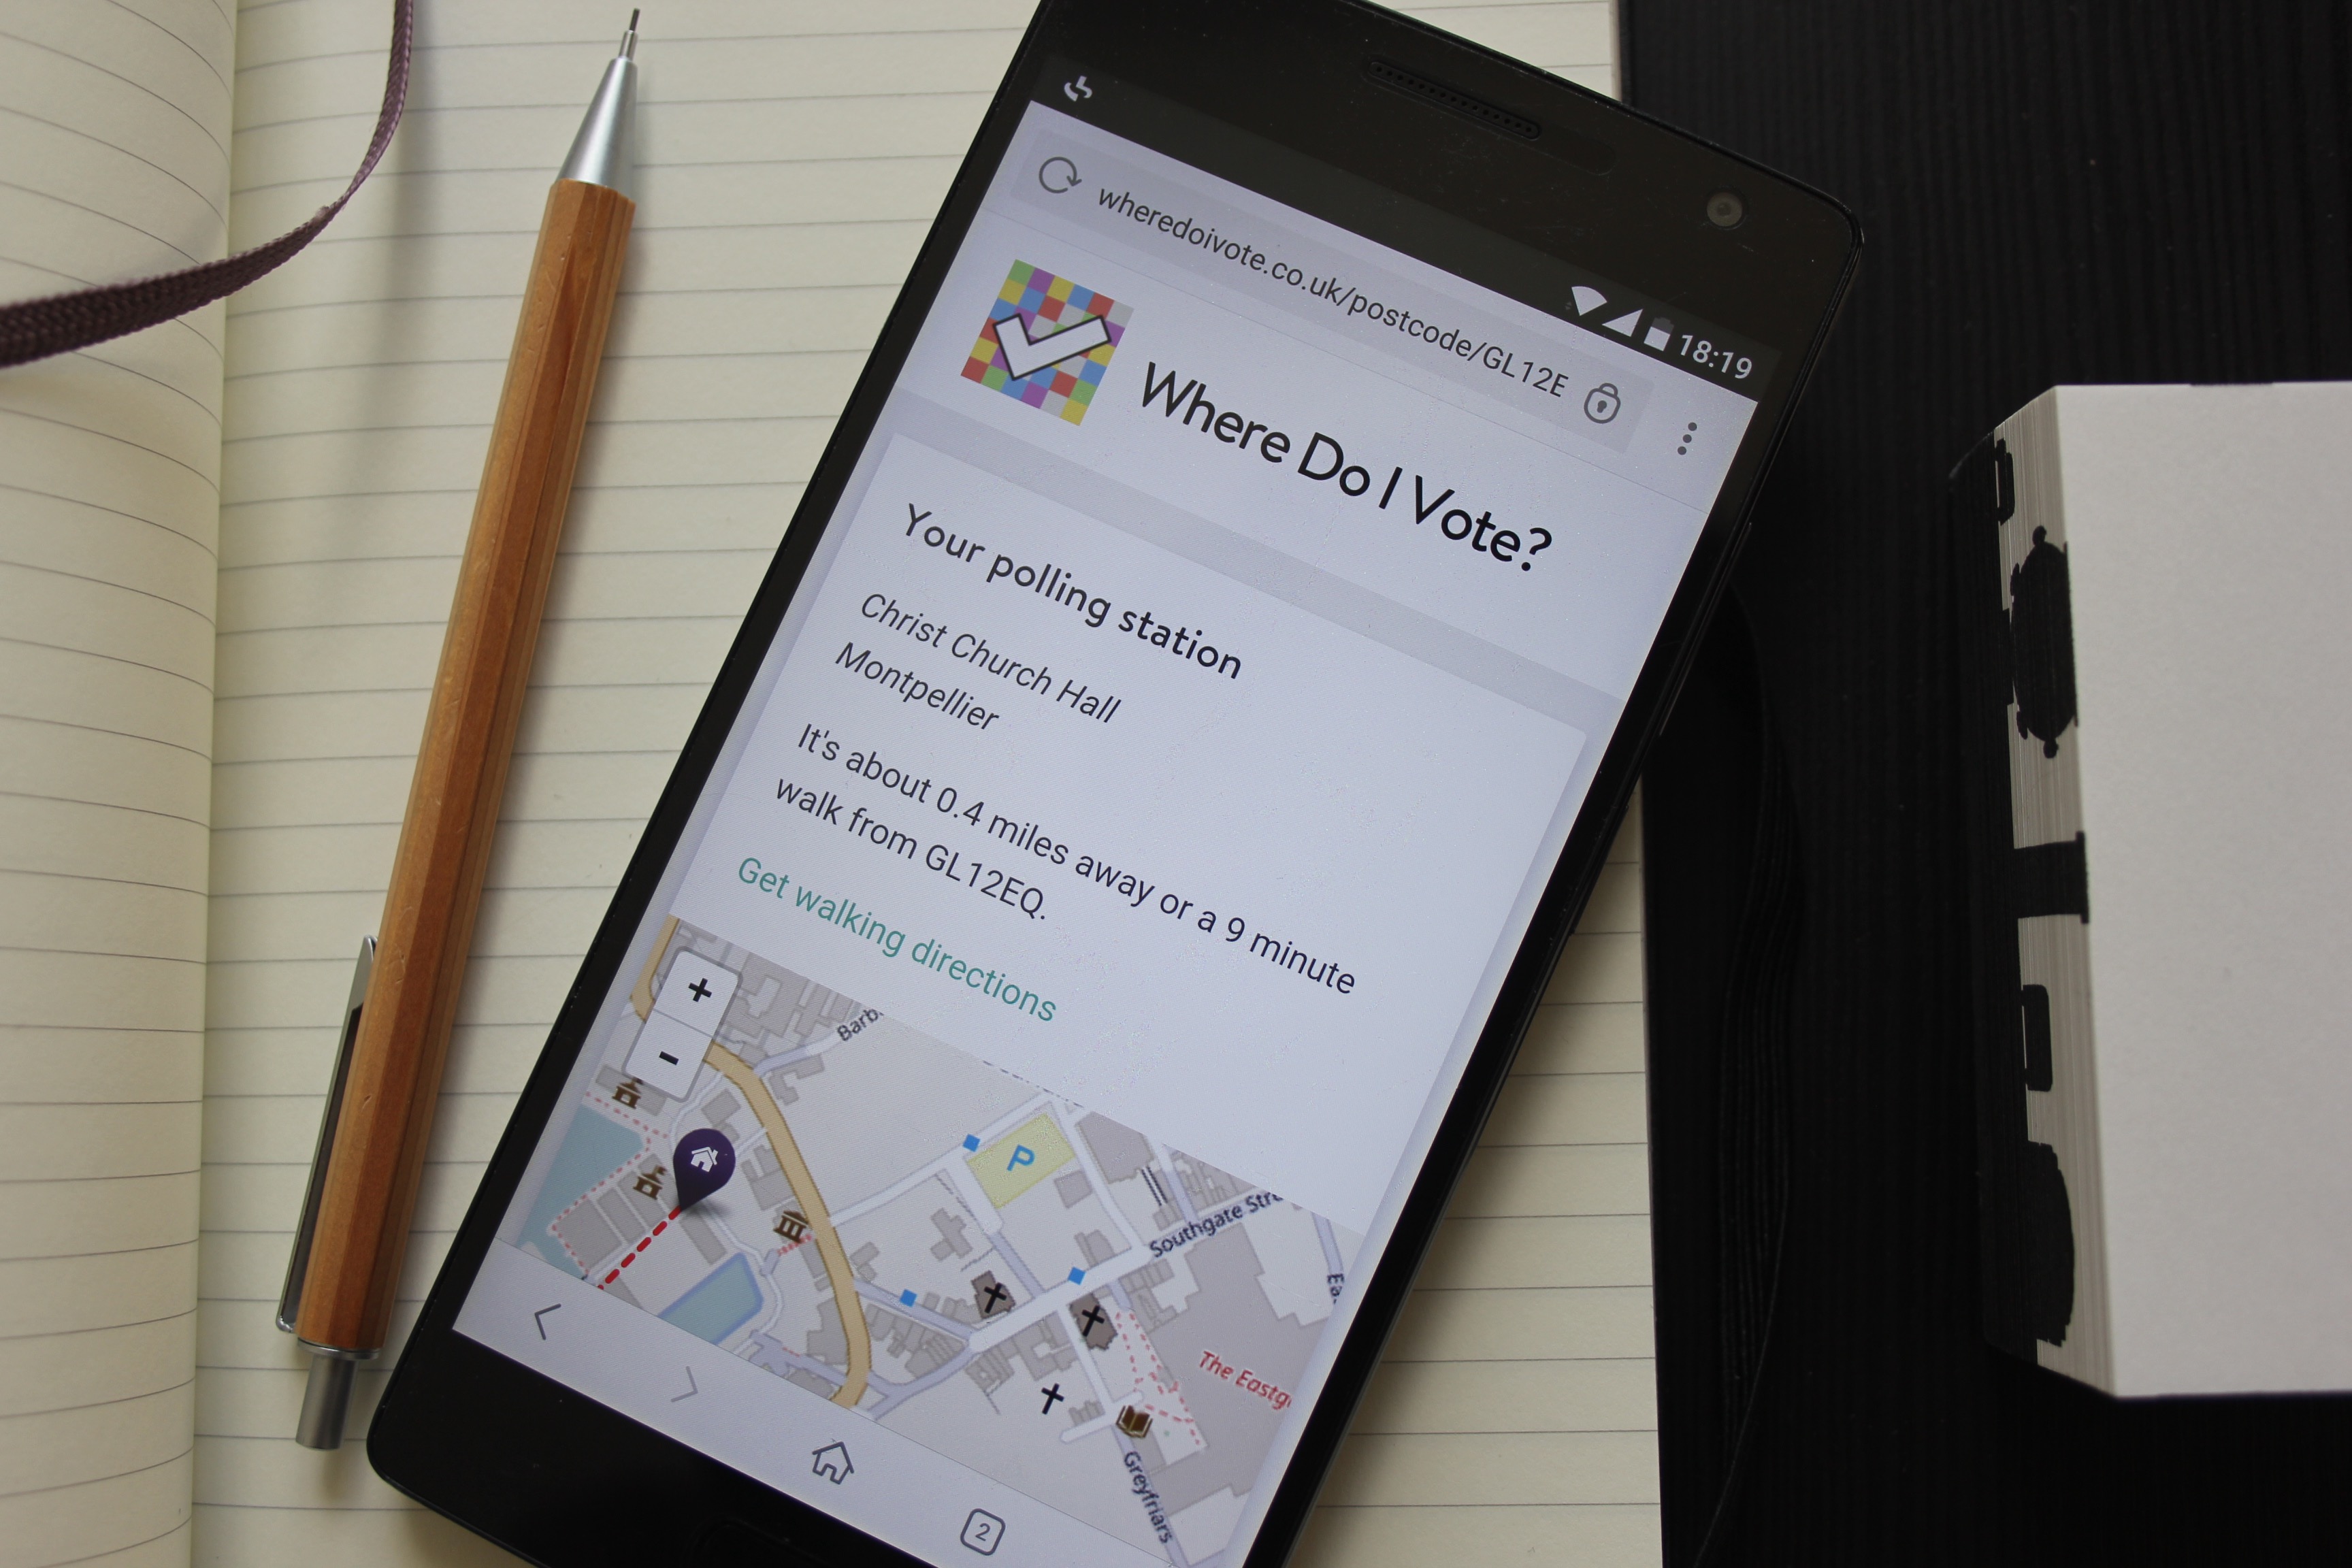 18:19
wheredoivote.co.uk/postcode/GL12E
Where Do I Vote?
Your polling station
Christ Church Hall
Montpellier
It's about 0.4 miles away or a 9 minute
walk from GL12EQ.
Get walking directions
+
-
Barb
P
Southgate Stre
Ea
The Eastg
Greyfriars
2